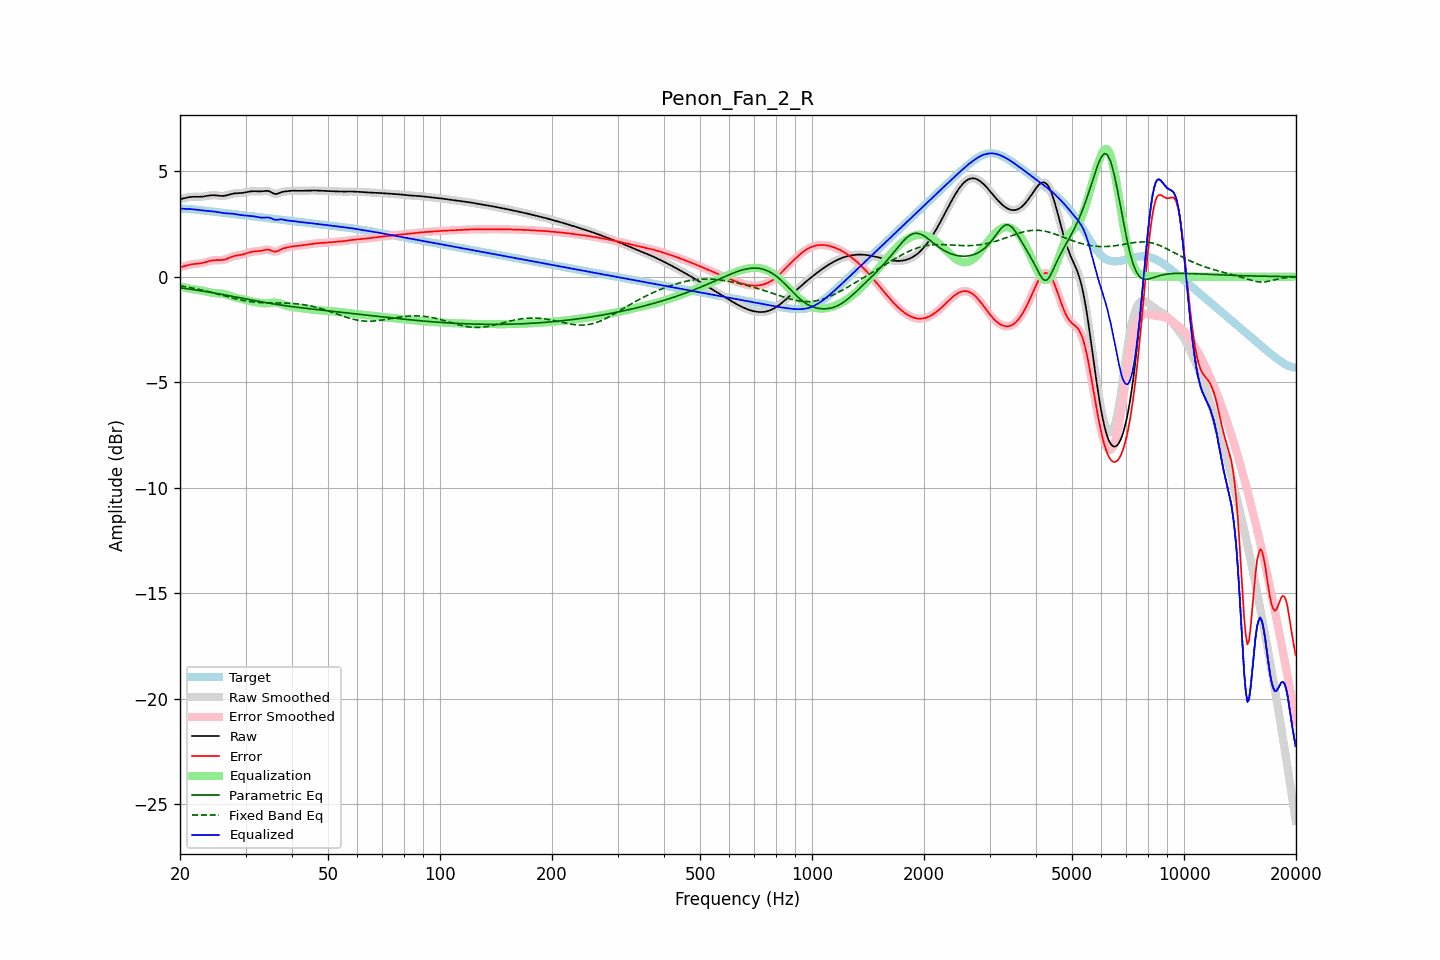 Penon_Fan_2_R
5
0
−5
−10
−15
−20
−25
Amplitude (dBr)
Target
Raw Smoothed
Error Smoothed
Raw
Error
Equalization
Parametric Eq
Fixed Band Eq
Equalized
20 50 100 200 500 1000 2000 5000 10000 20000
Frequency (Hz)